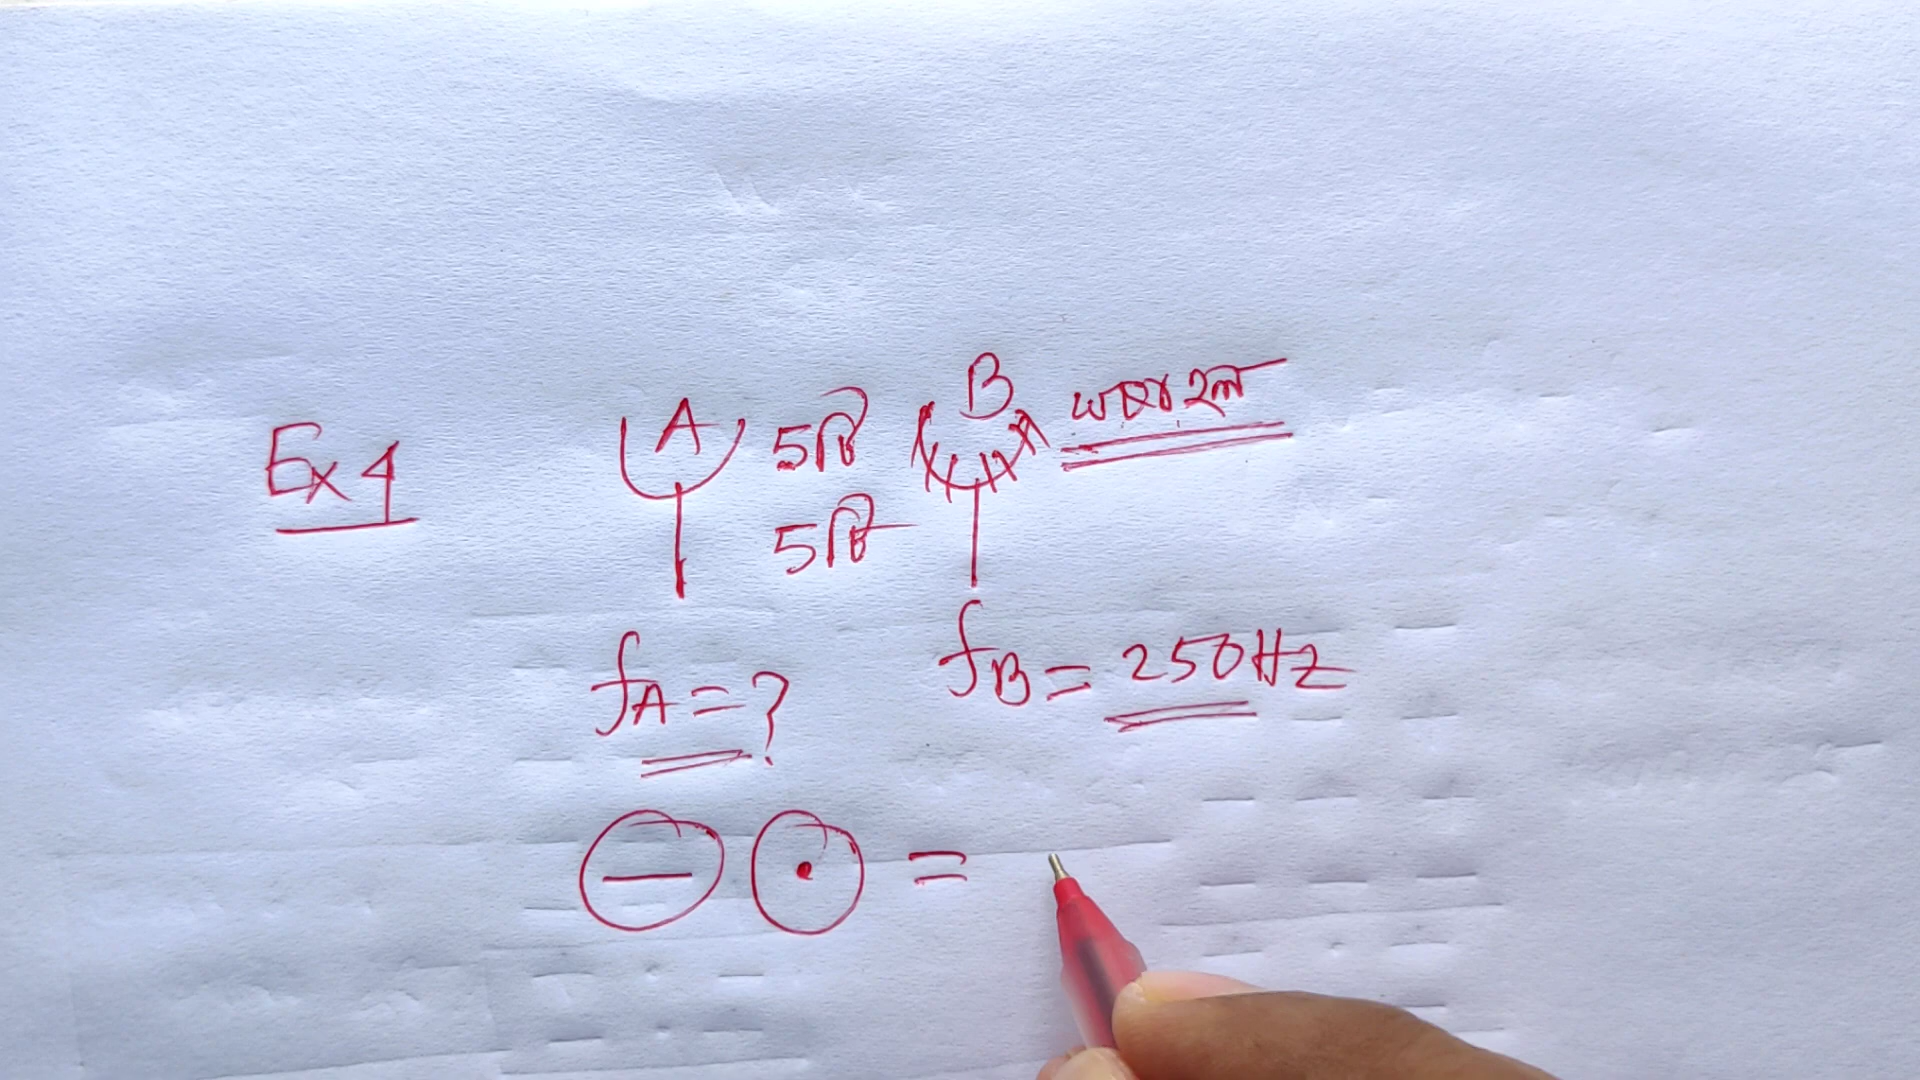 Ex 4
A 5টি B
5টি
fA = ? fB = 250Hz
- • =